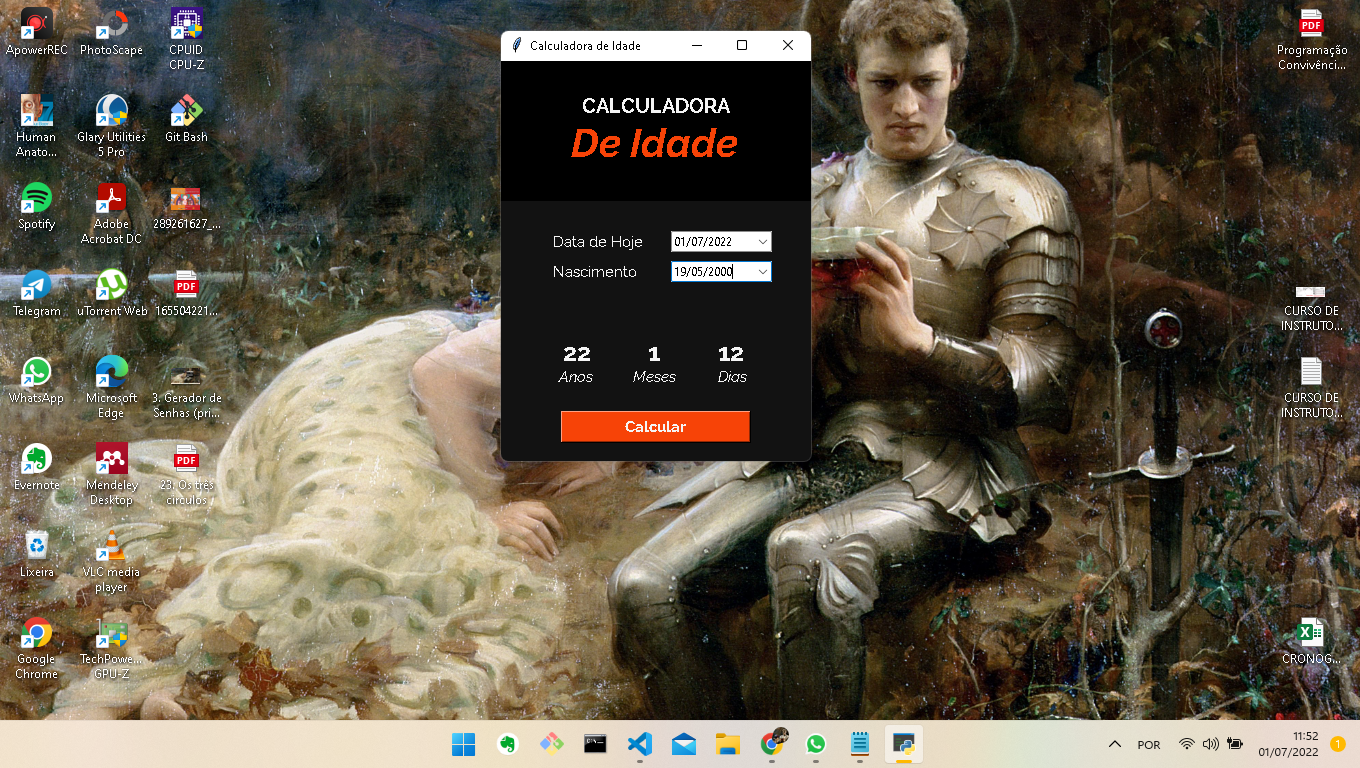 ApowerREC
PhotoScape
CPUID
CPU-Z
Human
Anato...
Glary Utilities
5 Pro
Git Bash
Spotify
Adobe
Acrobat DC
289261627_...
Telegram
uTorrent Web
PDF
165504221...
WhatsApp
Microsoft
Edge
3. Gerador de
Senhas (pri...
Evernote
Mendeley
Desktop
PDF
23. Os três
círculos
Lixeira
VLC media
player
Google
Chrome
TechPowe...
GPU-Z
Calculadora de Idade
CALCULADORA
De Idade
Data de Hoje
01/07/2022
Nascimento
19/05/2000
22 1 12
Anos Meses Dias
Calcular
PDF
Programação
Convivênci...
CURSO DE
INSTRUTO...
CURSO DE
INSTRUTO...
CRONOG...
POR
11:52
01/07/2022
1